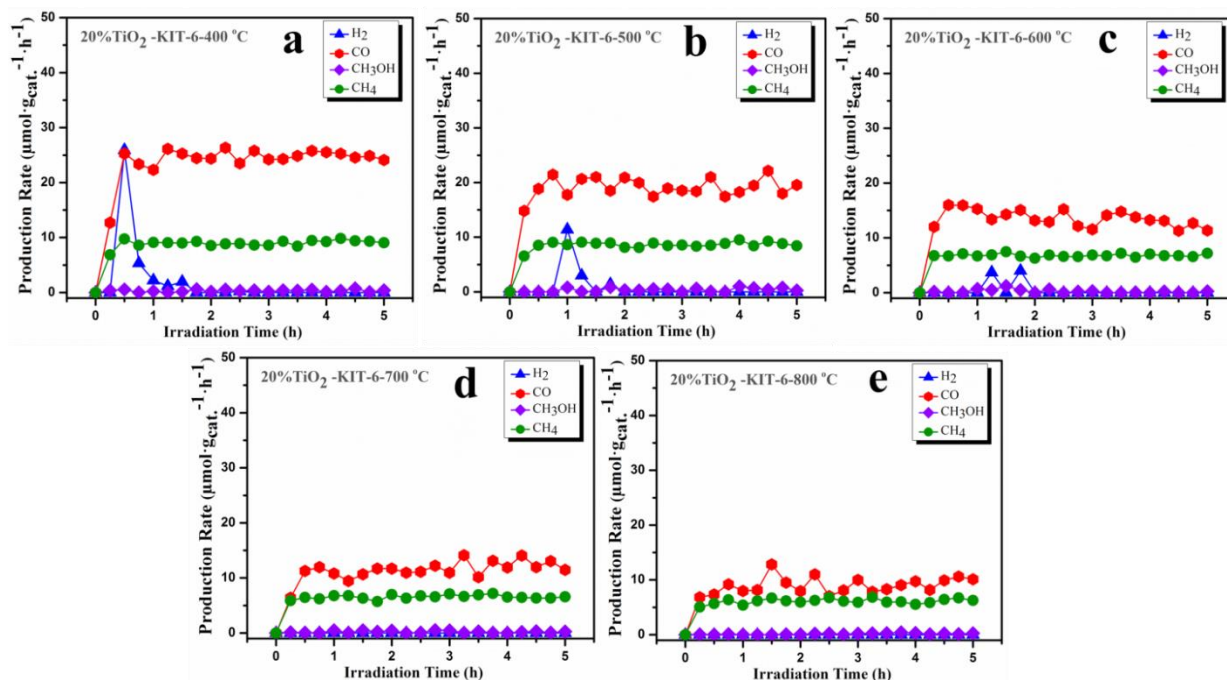 20%TiO2 -KIT-6-400 °C
a
H2
CO
CH3OH
CH4
Production Rate (µmol·gcat.-1·h-1)
50
40
30
20
10
0
0 1 2 3 4 5
Irradiation Time (h)
20%TiO2 -KIT-6-500 °C
b
H2
CO
CH3OH
CH4
Production Rate (µmol·gcat.-1·h-1)
50
40
30
20
10
0
0 1 2 3 4 5
Irradiation Time (h)
20%TiO2 -KIT-6-600 °C
c
H2
CO
CH3OH
CH4
Production Rate (µmol·gcat.-1·h-1)
50
40
30
20
10
0
0 1 2 3 4 5
Irradiation Time (h)
20%TiO2 -KIT-6-700 °C
d
H2
CO
CH3OH
CH4
Production Rate (µmol·gcat.-1·h-1)
50
40
30
20
10
0
0 1 2 3 4 5
Irradiation Time (h)
20%TiO2 -KIT-6-800 °C
e
H2
CO
CH3OH
CH4
Production Rate (µmol·gcat.-1·h-1)
50
40
30
20
10
0
0 1 2 3 4 5
Irradiation Time (h)